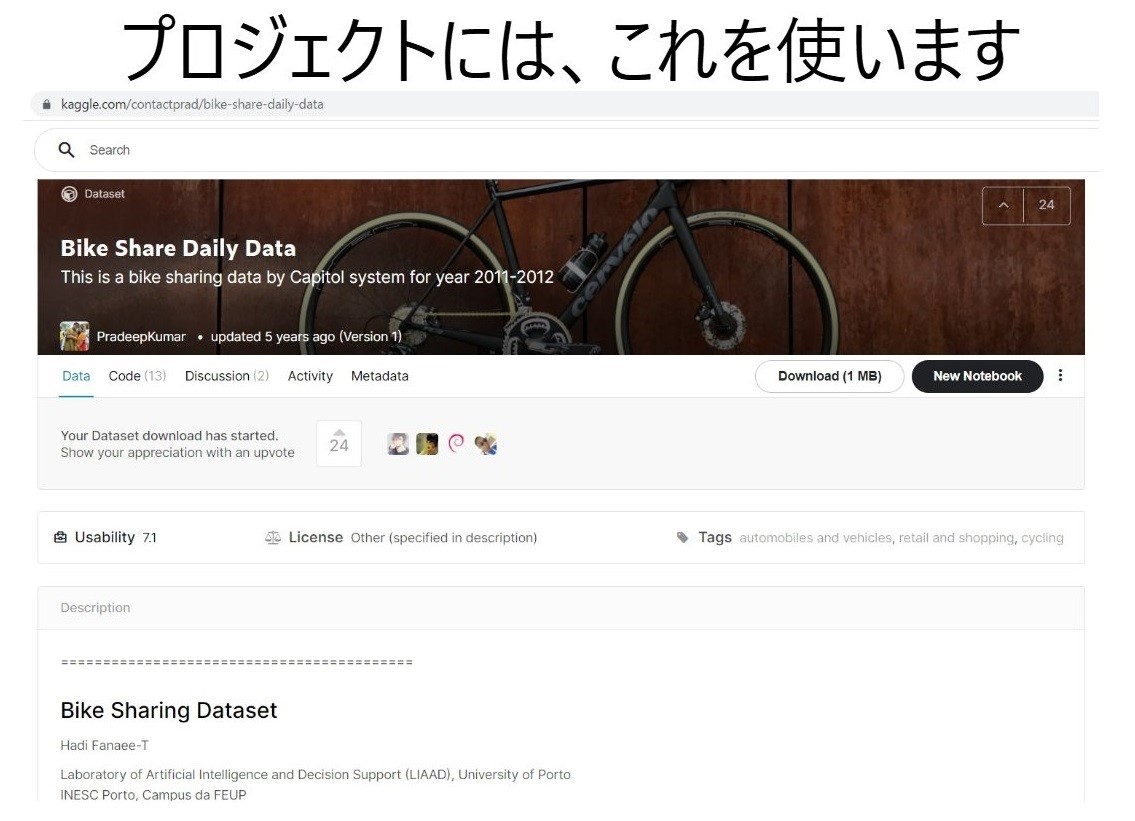 プロジェクトには、これを使います
kaggle.com/contactprad/bike-share-daily-data
Search
Dataset
24
Bike Share Daily Data
This is a bike sharing data by Capitol system for year 2011-2012
cervélo
PradeepKumar • updated 5 years ago (Version 1)
Data Code (13) Discussion (2) Activity Metadata Download (1 MB) New Notebook
Your Dataset download has started.
Show your appreciation with an upvote
24
Usability 7.1 License Other (specified in description) Tags automobiles and vehicles, retail and shopping, cycling
Description
==========================================
Bike Sharing Dataset
Hadi Fanaee-T
Laboratory of Artificial Intelligence and Decision Support (LIAAD), University of Porto
INESC Porto, Campus da FEUP